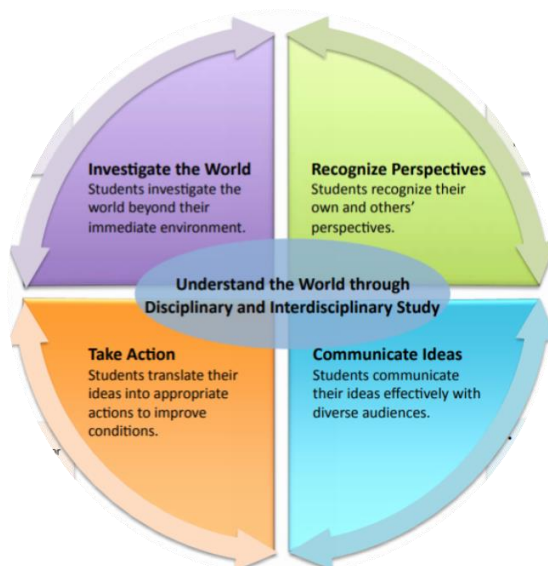 Investigate the World
Students investigate the
world beyond their
immediate environment.
Recognize Perspectives
Students recognize their
own and others'
perspectives.
Understand the World through
Disciplinary and Interdisciplinary Study
Take Action
Students translate their
ideas into appropriate
actions to improve
conditions.
Communicate Ideas
Students communicate
their ideas effectively with
diverse audiences.